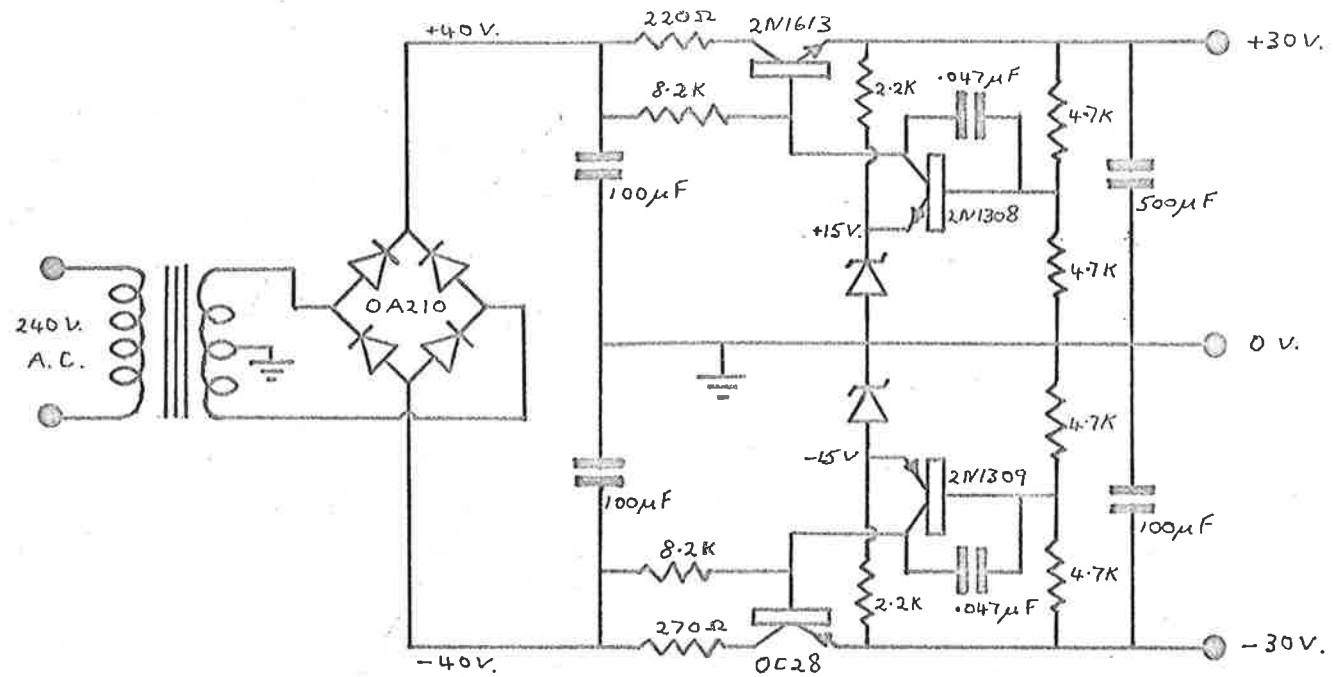 220Ω
2N1613
+40V.
+30V.
8.2K
2.2K
.047µF
4.7K
100µF
500µF
2N1308
+15V.
4.7K
OA210
240V.
A.C.
0 V.
4.7K
-15V
2N1309
100µF
100µF
8.2K
4.7K
2.2K
.047µF
270Ω
-40V.
OC28
-30V.